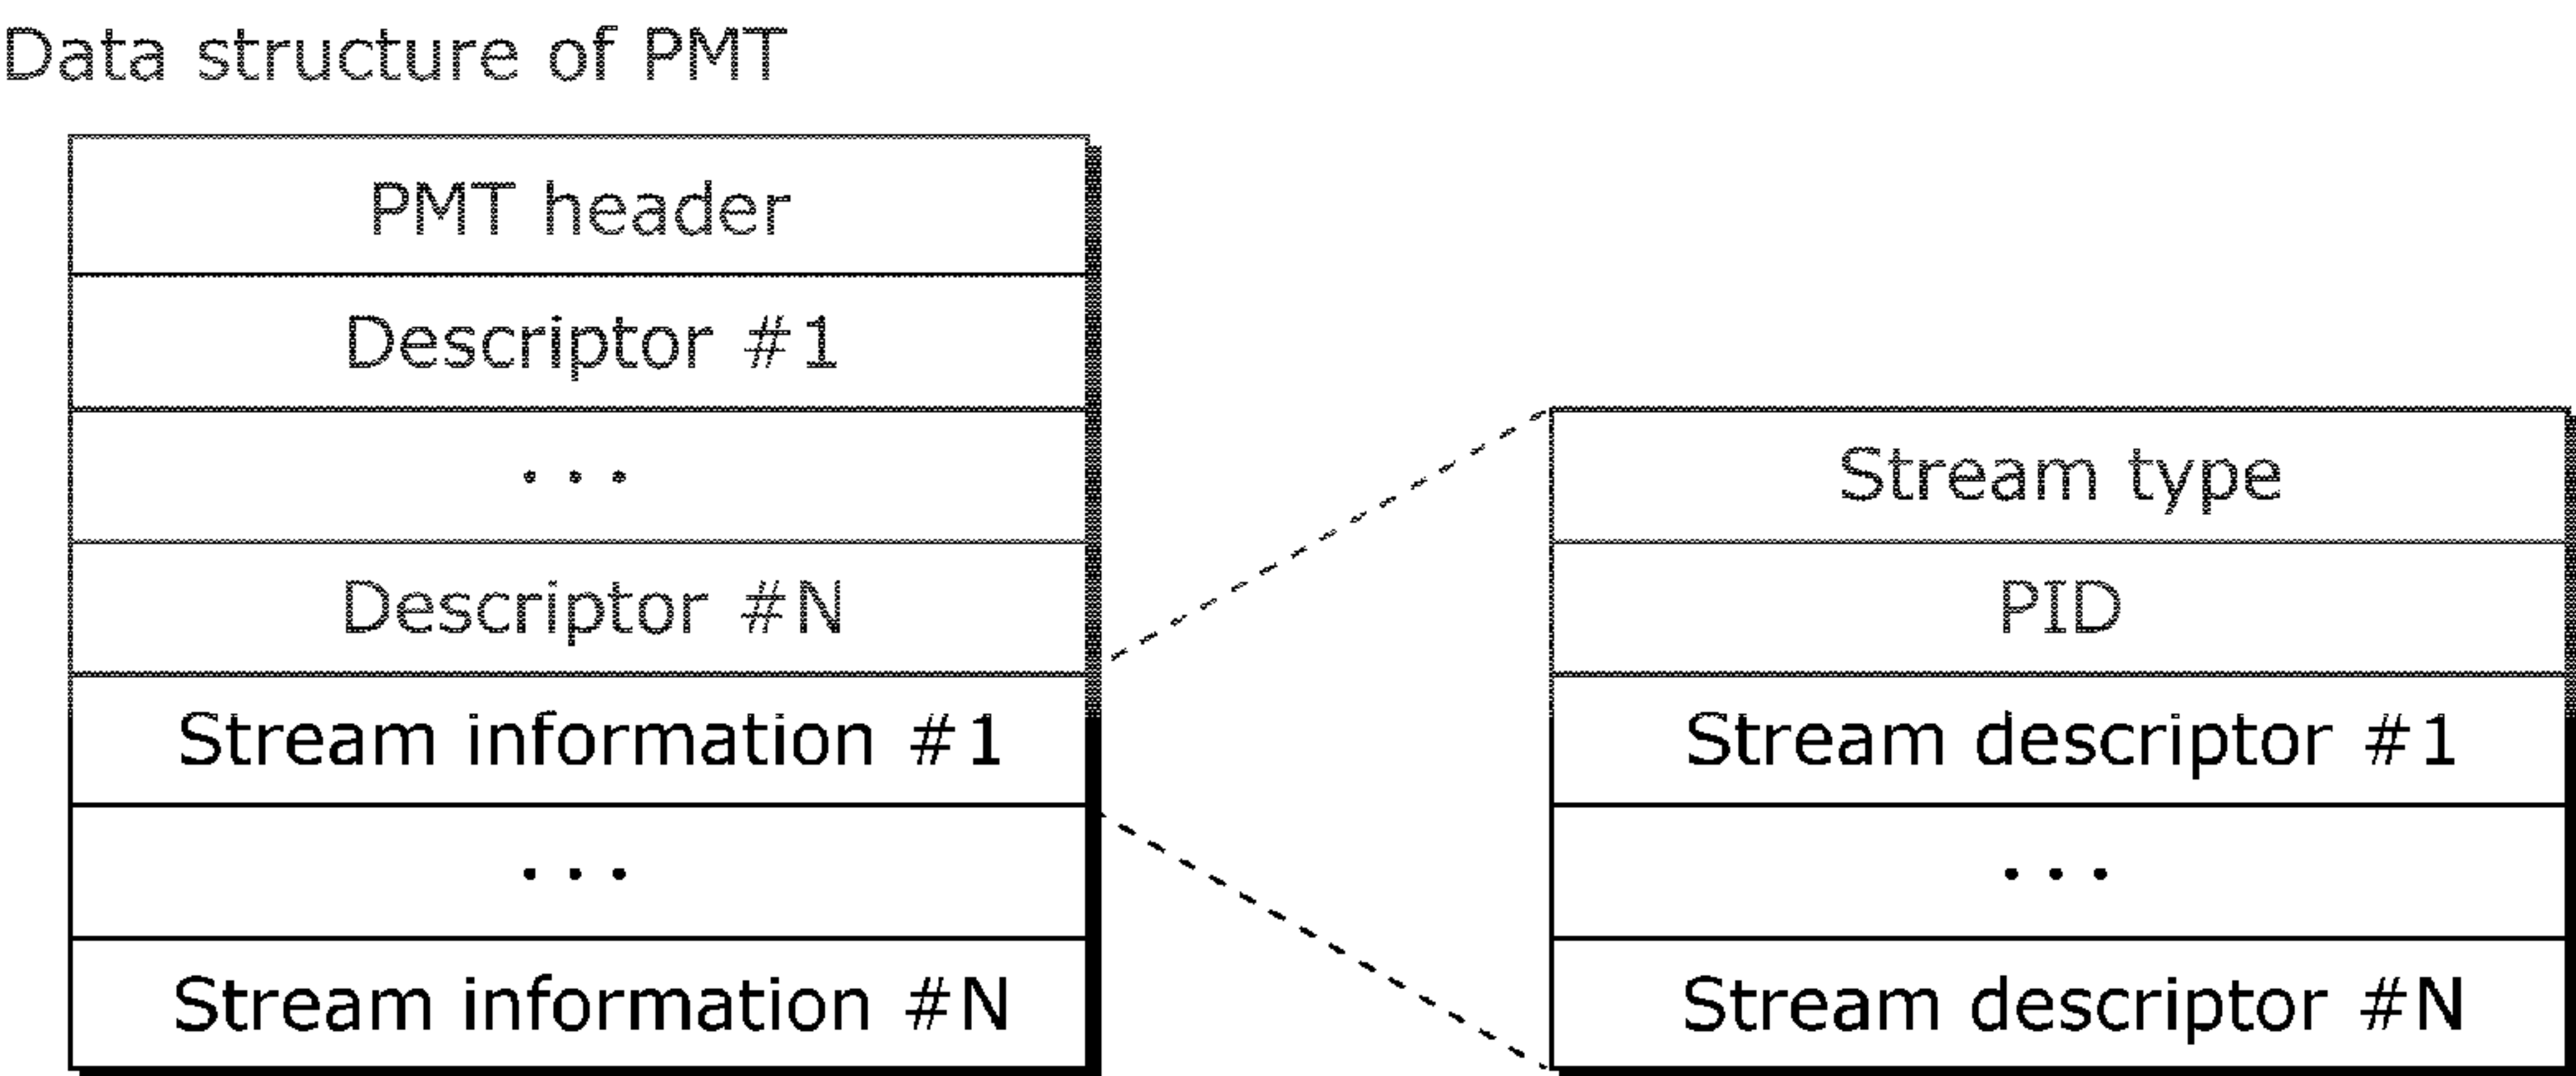 Data structure of PMT
PMT header
Descriptor #1
...
Descriptor #N
Stream information #1
...
Stream information #N
Stream type
PID
Stream descriptor #1
...
Stream descriptor #N